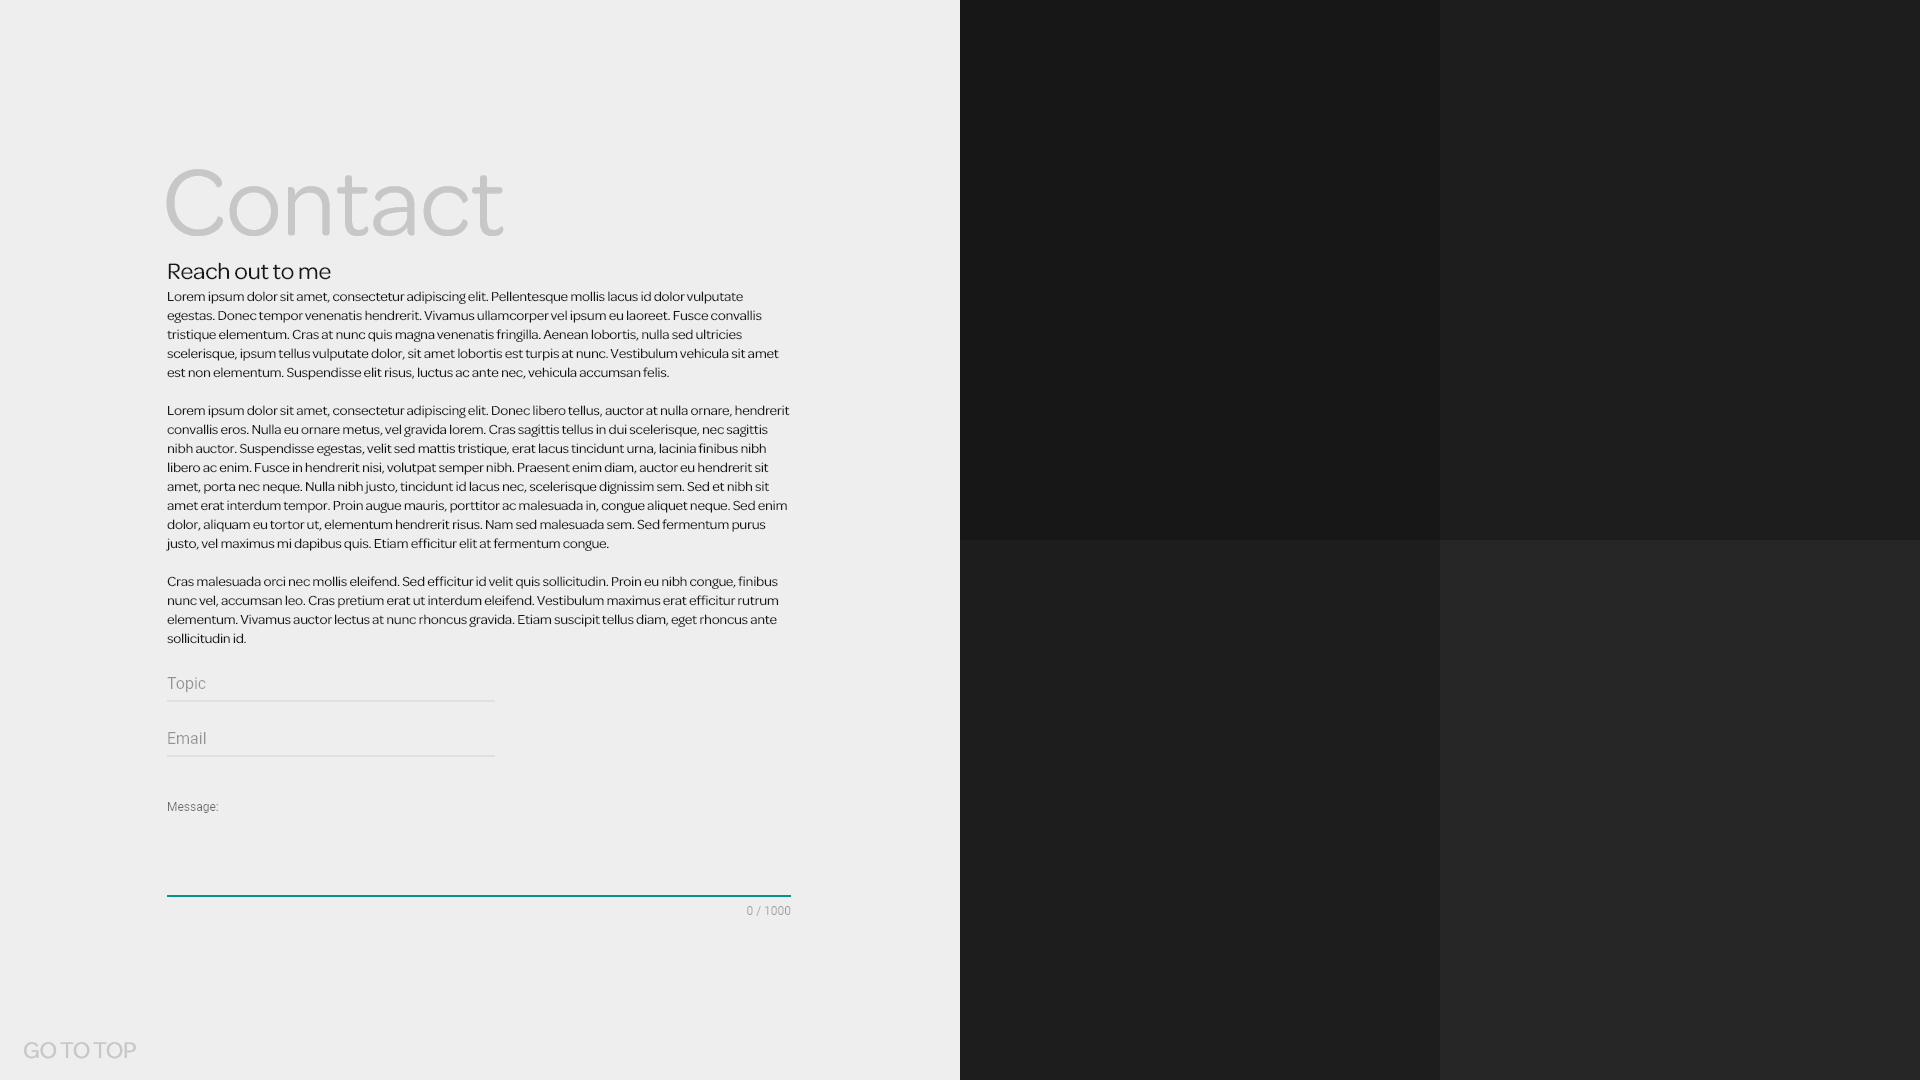 Contact
Reach out to me
Lorem ipsum dolor sit amet, consectetur adipiscing elit. Pellentesque mollis lacus id dolor vulputate
egestas. Donec tempor venenatis hendrerit. Vivamus ullamcorper vel ipsum eu laoreet. Fusce convallis
tristique elementum. Cras at nunc quis magna venenatis fringilla. Aenean lobortis, nulla sed ultricies
scelerisque, ipsum tellus vulputate dolor, sit amet lobortis est turpis at nunc. Vestibulum vehicula sit amet
est non elementum. Suspendisse elit risus, luctus ac ante nec, vehicula accumsan felis.
Lorem ipsum dolor sit amet, consectetur adipiscing elit. Donec libero tellus, auctor at nulla ornare, hendrerit
convallis eros. Nulla eu ornare metus, vel gravida lorem. Cras sagittis tellus in dui scelerisque, nec sagittis
nibh auctor. Suspendisse egestas, velit sed mattis tristique, erat lacus tincidunt urna, lacinia finibus nibh
libero ac enim. Fusce in hendrerit nisi, volutpat semper nibh. Praesent enim diam, auctor eu hendrerit sit
amet, porta nec neque. Nulla nibh justo, tincidunt id lacus nec, scelerisque dignissim sem. Sed et nibh sit
amet erat interdum tempor. Proin augue mauris, porttitor ac malesuada in, congue aliquet neque. Sed enim
dolor, aliquam eu tortor ut, elementum hendrerit risus. Nam sed malesuada sem. Sed fermentum purus
justo, vel maximus mi dapibus quis. Etiam efficitur elit at fermentum congue.
Cras malesuada orci nec mollis eleifend. Sed efficitur id velit quis sollicitudin. Proin eu nibh congue, finibus
nunc vel, accumsan leo. Cras pretium erat ut interdum eleifend. Vestibulum maximus erat efficitur rutrum
elementum. Vivamus auctor lectus at nunc rhoncus gravida. Etiam suscipit tellus diam, eget rhoncus ante
sollicitudin id.
Topic
Email
Message:
0 / 1000
GO TO TOP